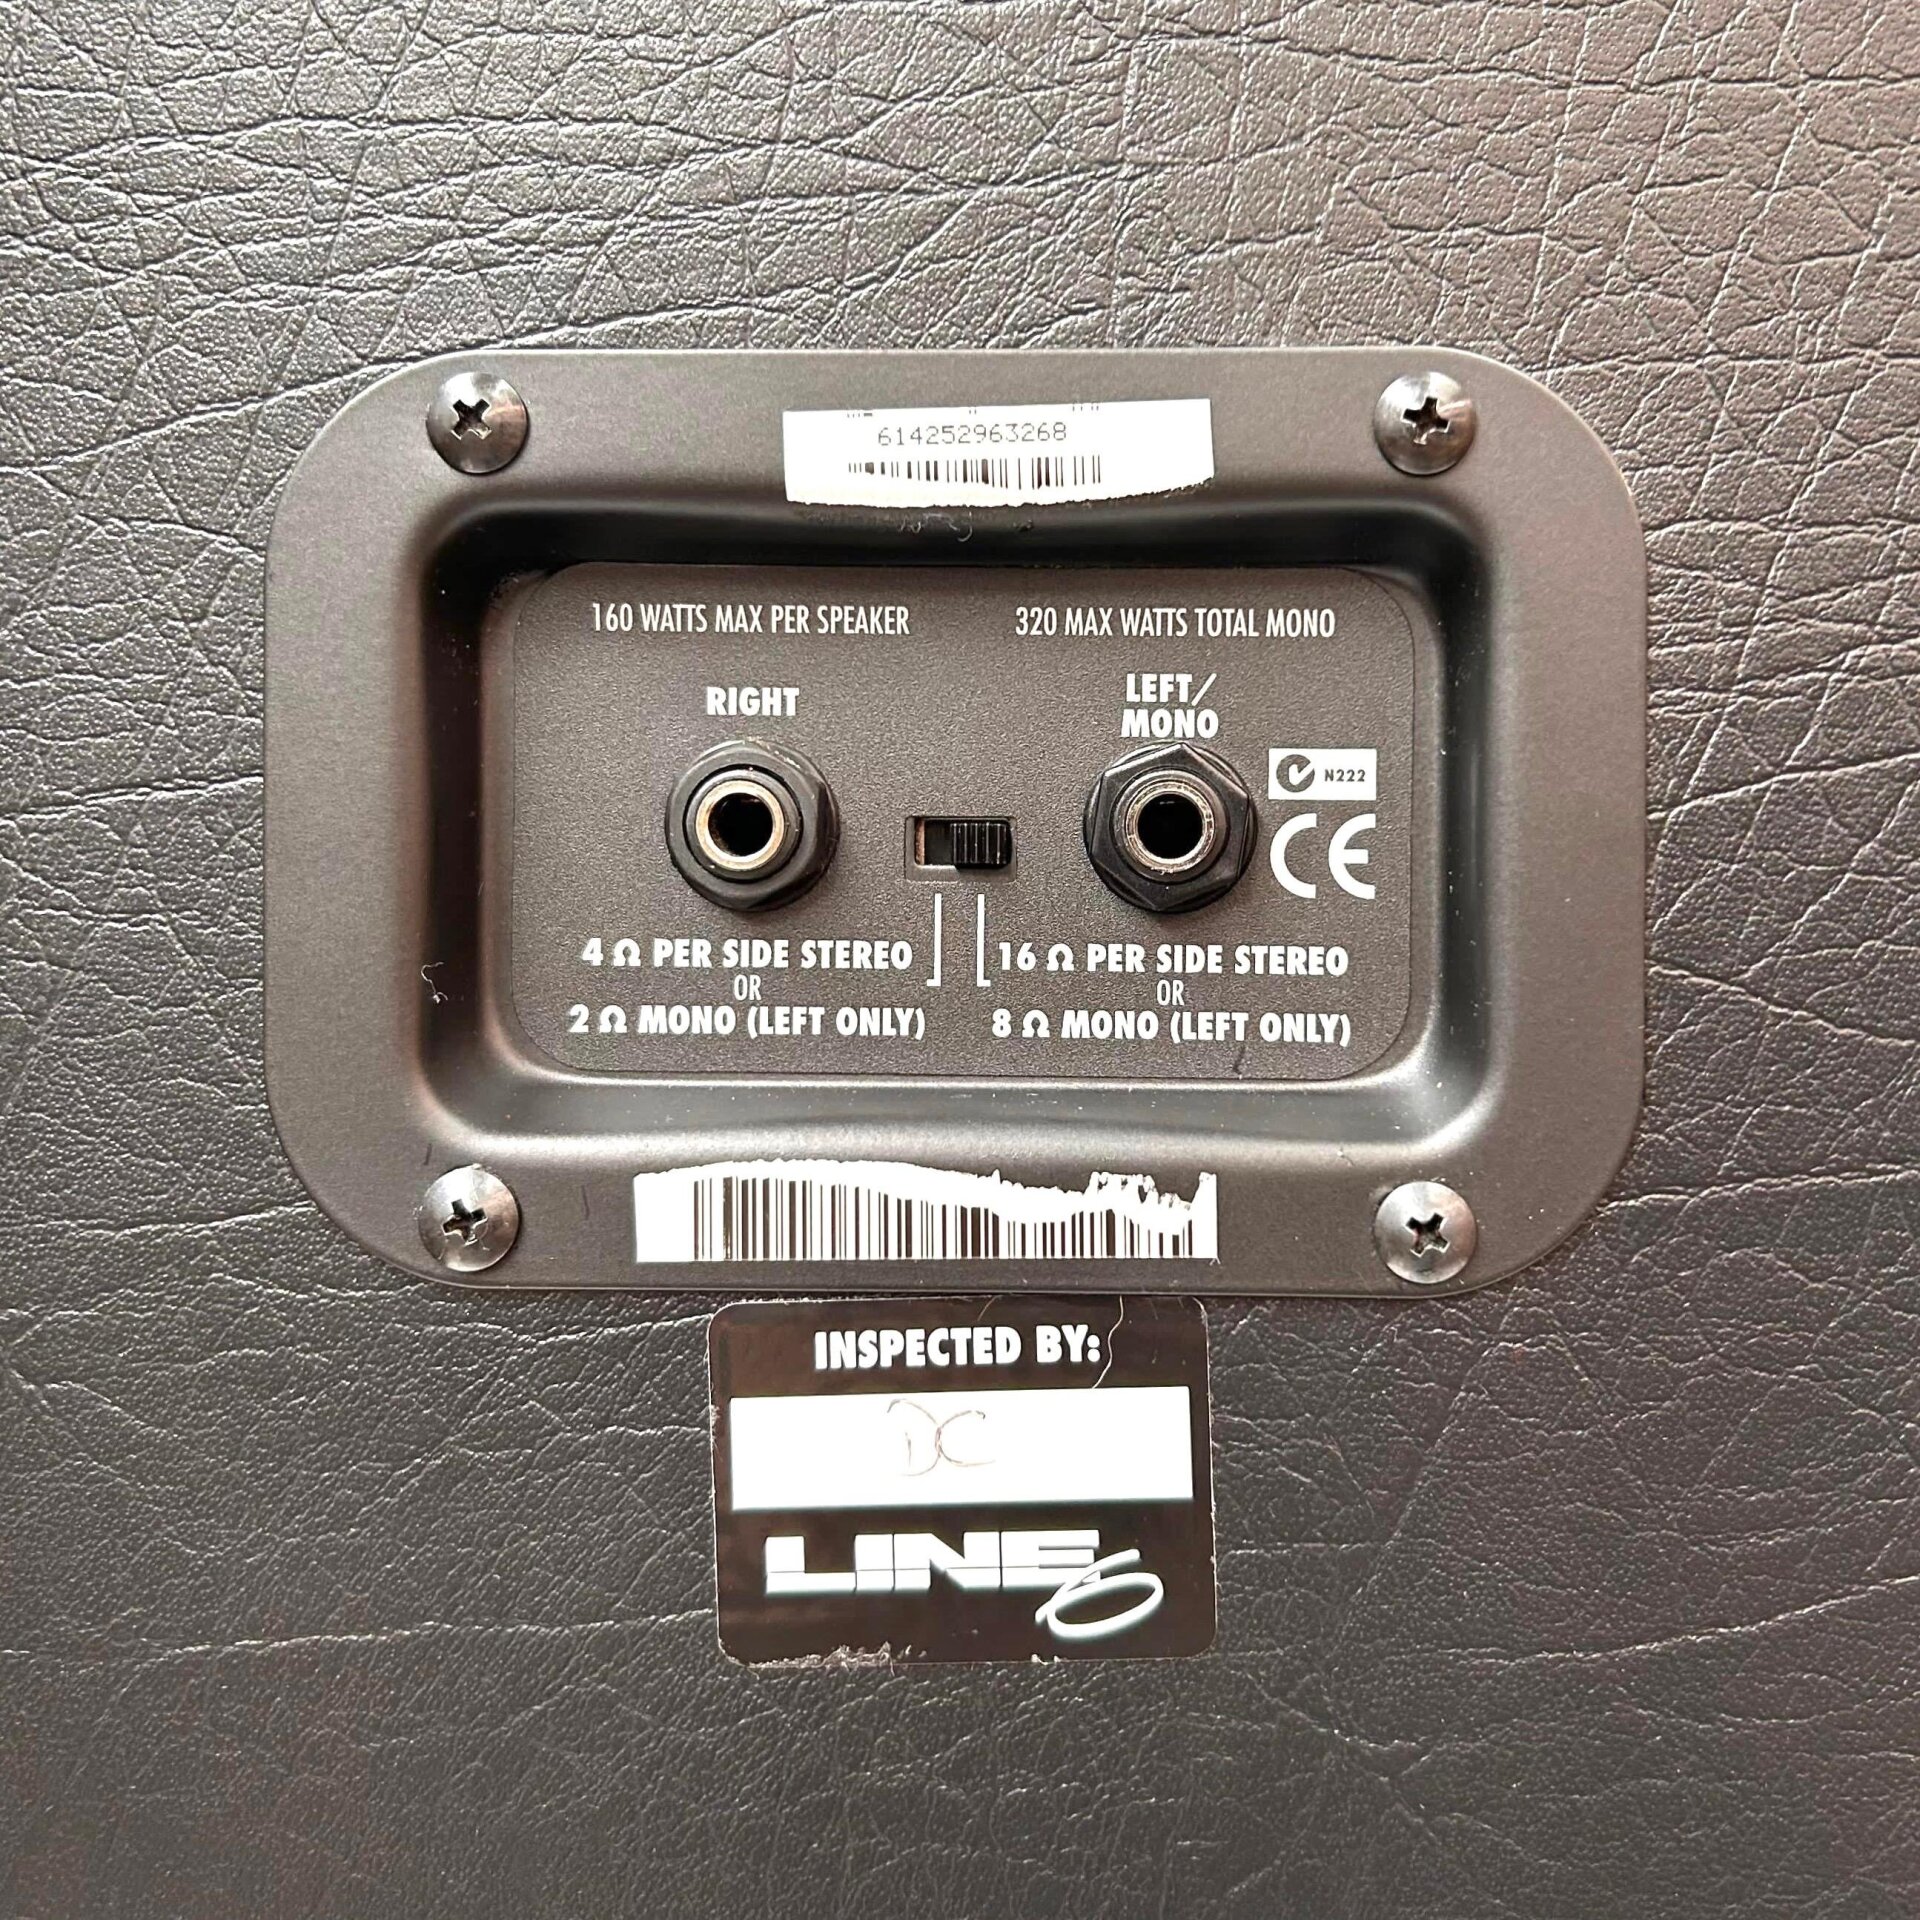 614252963268
160 WATTS MAX PER SPEAKER
320 MAX WATTS TOTAL MONO
RIGHT
LEFT/
MONO
N222
CE
4 Ω PER SIDE STEREO
OR
2 Ω MONO (LEFT ONLY)
16 Ω PER SIDE STEREO
OR
8 Ω MONO (LEFT ONLY)
INSPECTED BY:
DC
LINE 6